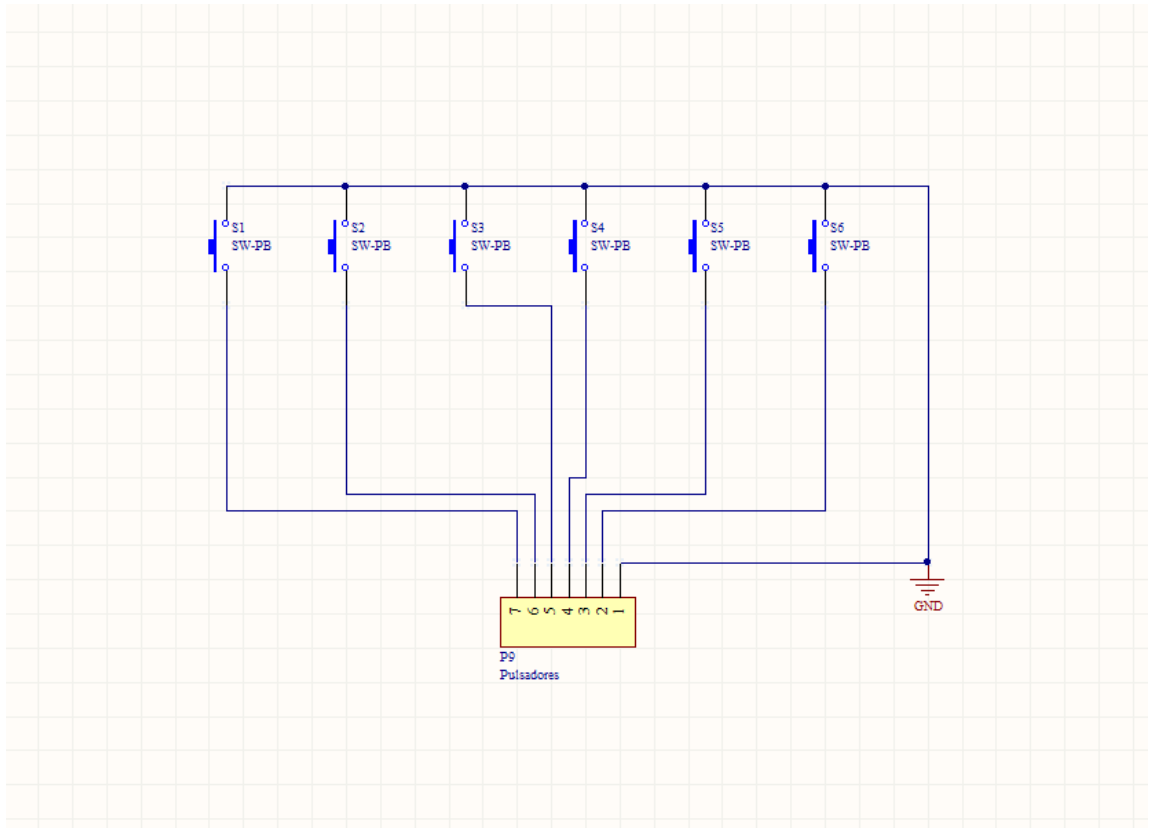 S1
SW-PB
S2
SW-PB
S3
SW-PB
S4
SW-PB
S5
SW-PB
S6
SW-PB
7 6 5 4 3 2 1
GND
P9
Pulsadores